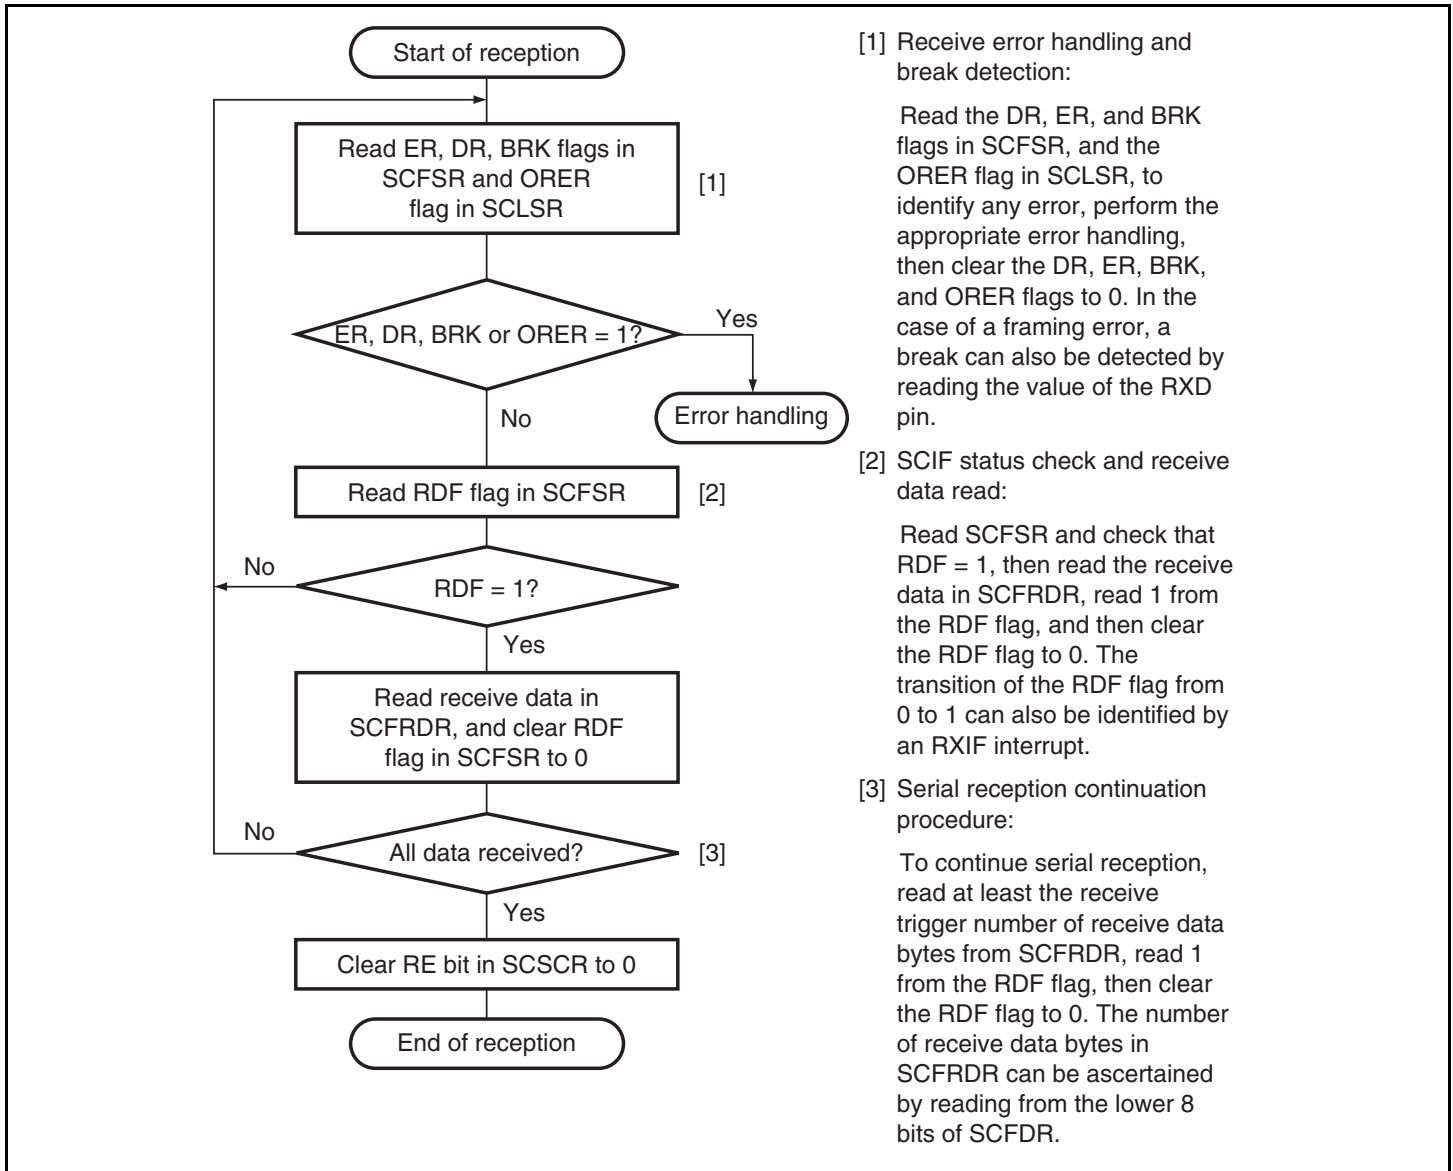 Start of reception
Read ER, DR, BRK flags in
SCFSR and ORER
flag in SCLSR
[1]
ER, DR, BRK or ORER = 1?
Yes
Error handling
No
Read RDF flag in SCFSR
[2]
No
RDF = 1?
Yes
Read receive data in
SCFRDR, and clear RDF
flag in SCFSR to 0
No
All data received?
[3]
Yes
Clear RE bit in SCSCR to 0
End of reception
[1] Receive error handling and
break detection:
Read the DR, ER, and BRK
flags in SCFSR, and the
ORER flag in SCLSR, to
identify any error, perform the
appropriate error handling,
then clear the DR, ER, BRK,
and ORER flags to 0. In the
case of a framing error, a
break can also be detected by
reading the value of the RXD
pin.
[2] SCIF status check and receive
data read:
Read SCFSR and check that
RDF = 1, then read the receive
data in SCFRDR, read 1 from
the RDF flag, and then clear
the RDF flag to 0. The
transition of the RDF flag from
0 to 1 can also be identified by
an RXIF interrupt.
[3] Serial reception continuation
procedure:
To continue serial reception,
read at least the receive
trigger number of receive data
bytes from SCFRDR, read 1
from the RDF flag, then clear
the RDF flag to 0. The number
of receive data bytes in
SCFRDR can be ascertained
by reading from the lower 8
bits of SCFDR.